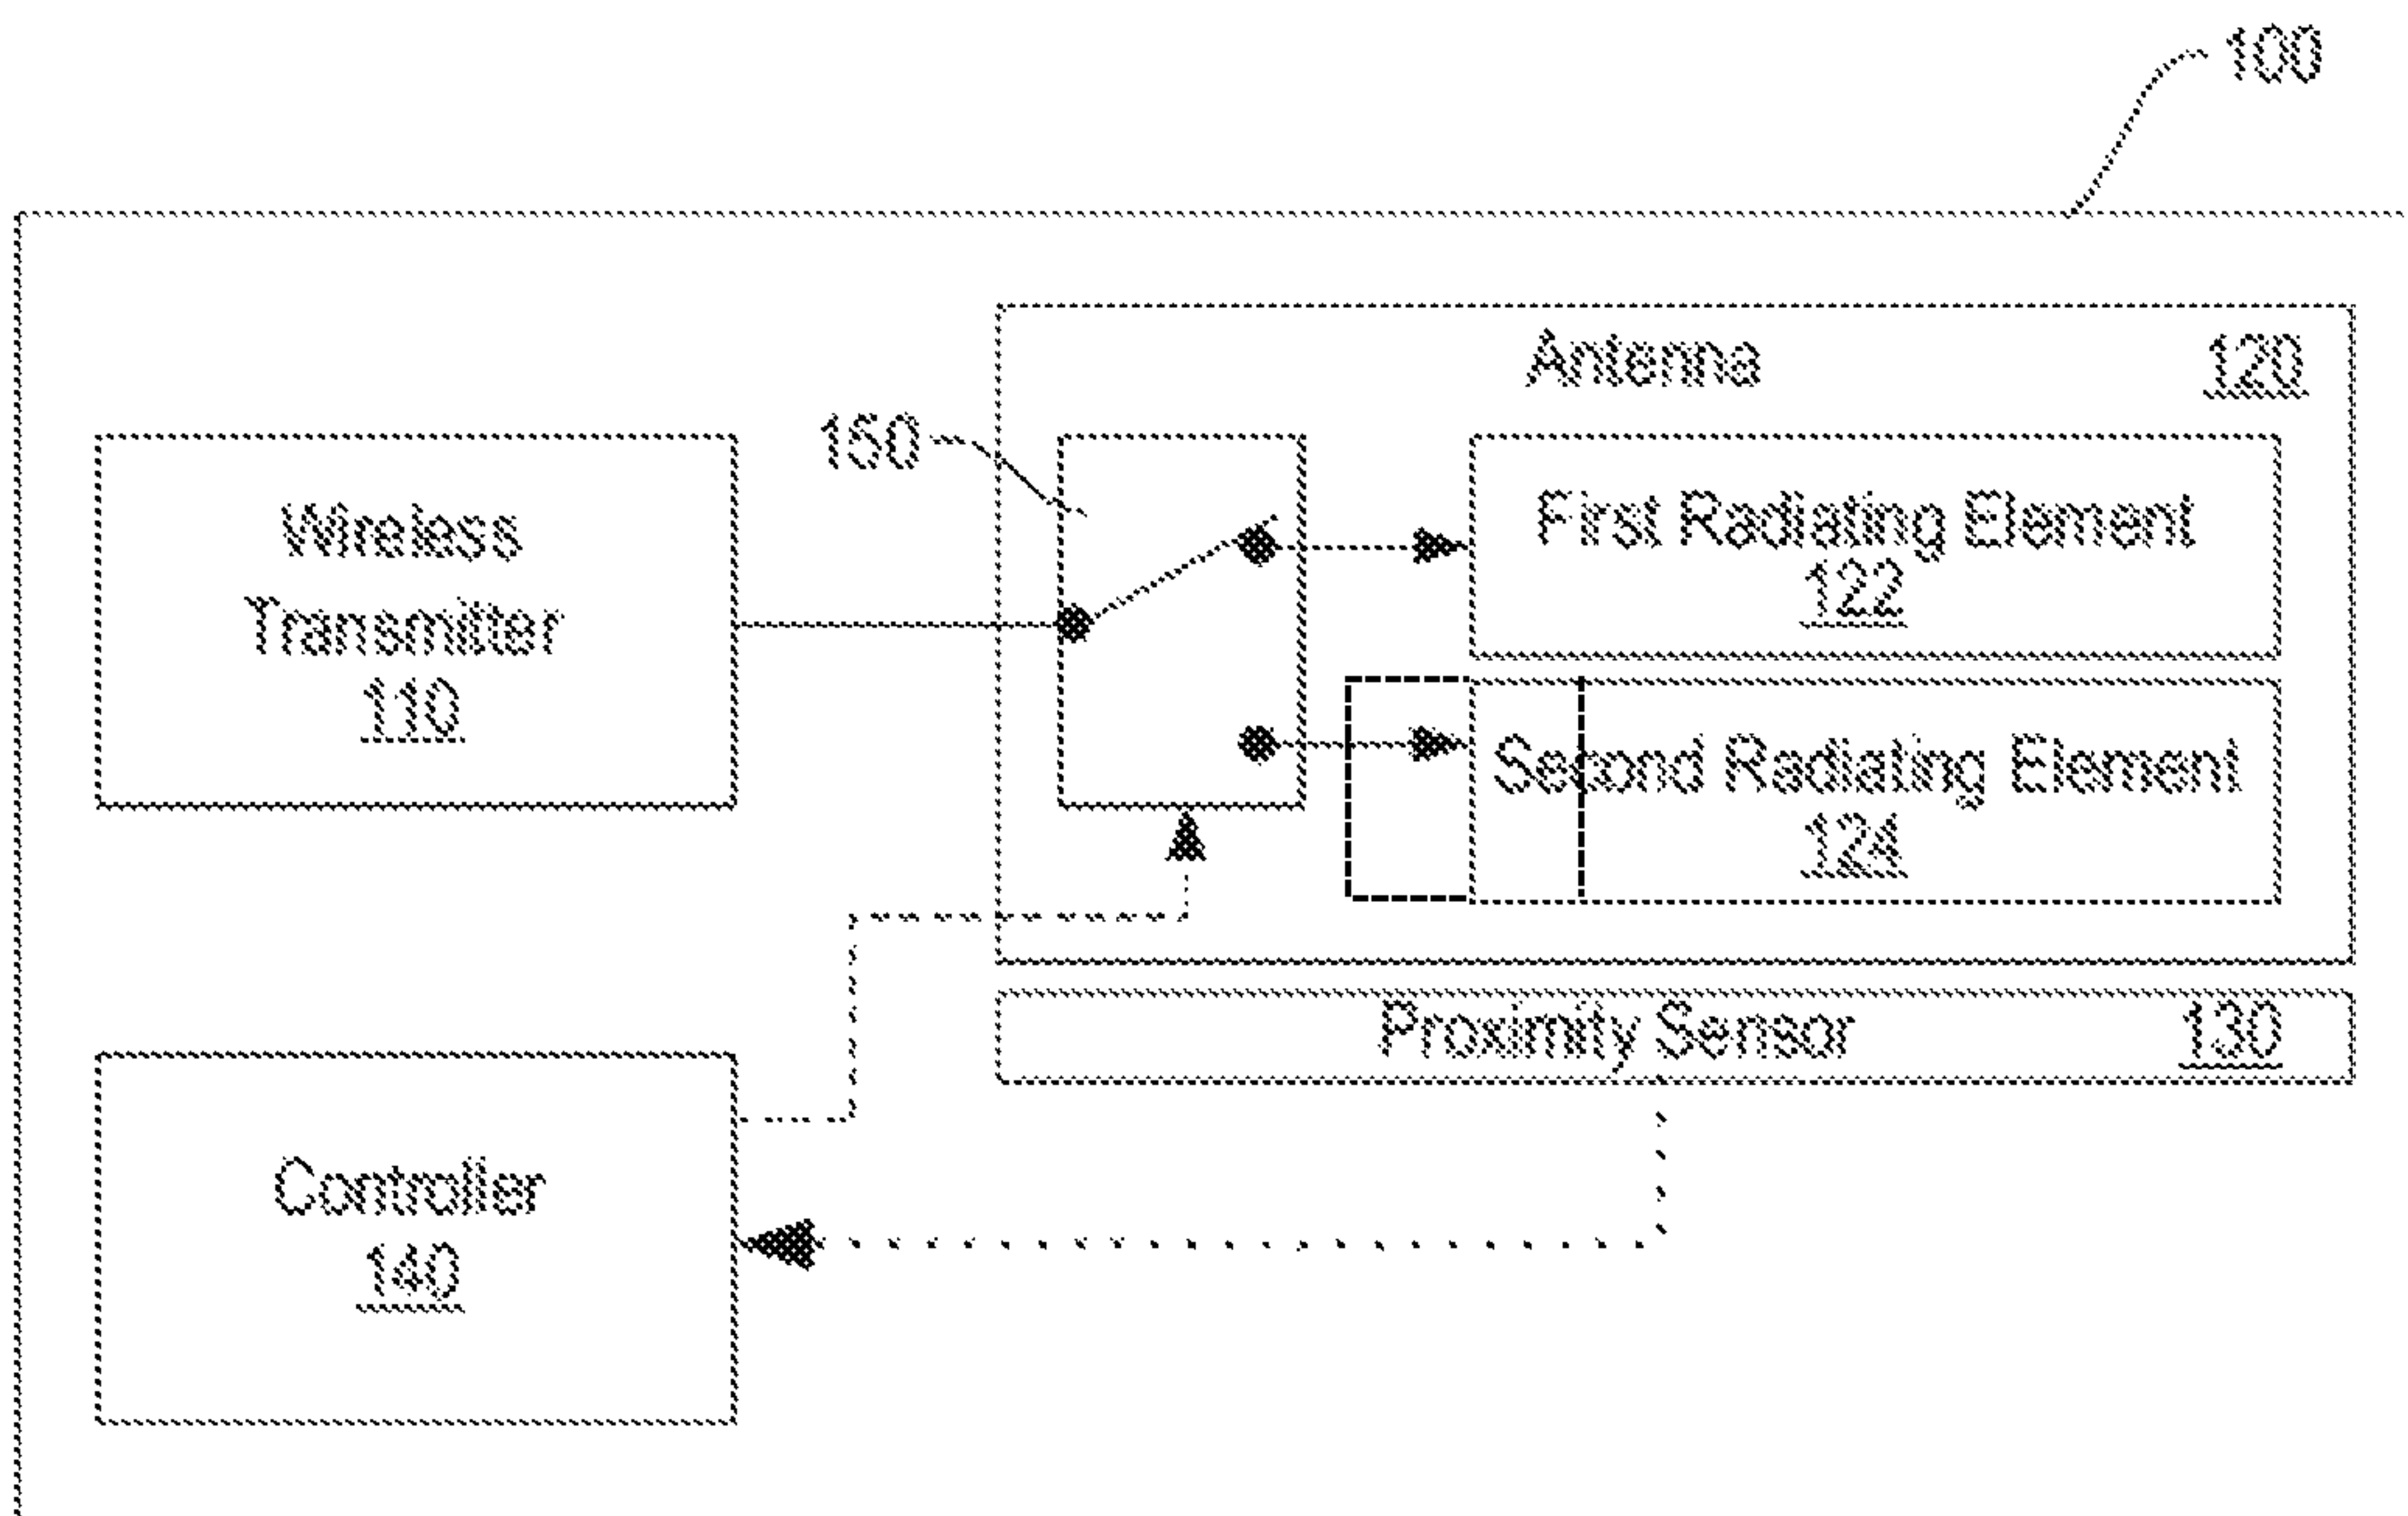 100
Antenna 120
150
Wireless
Transmitter
110
First Radiating Element
122
Second Radiating Element
124
Proximity Sensor 130
Controller
140